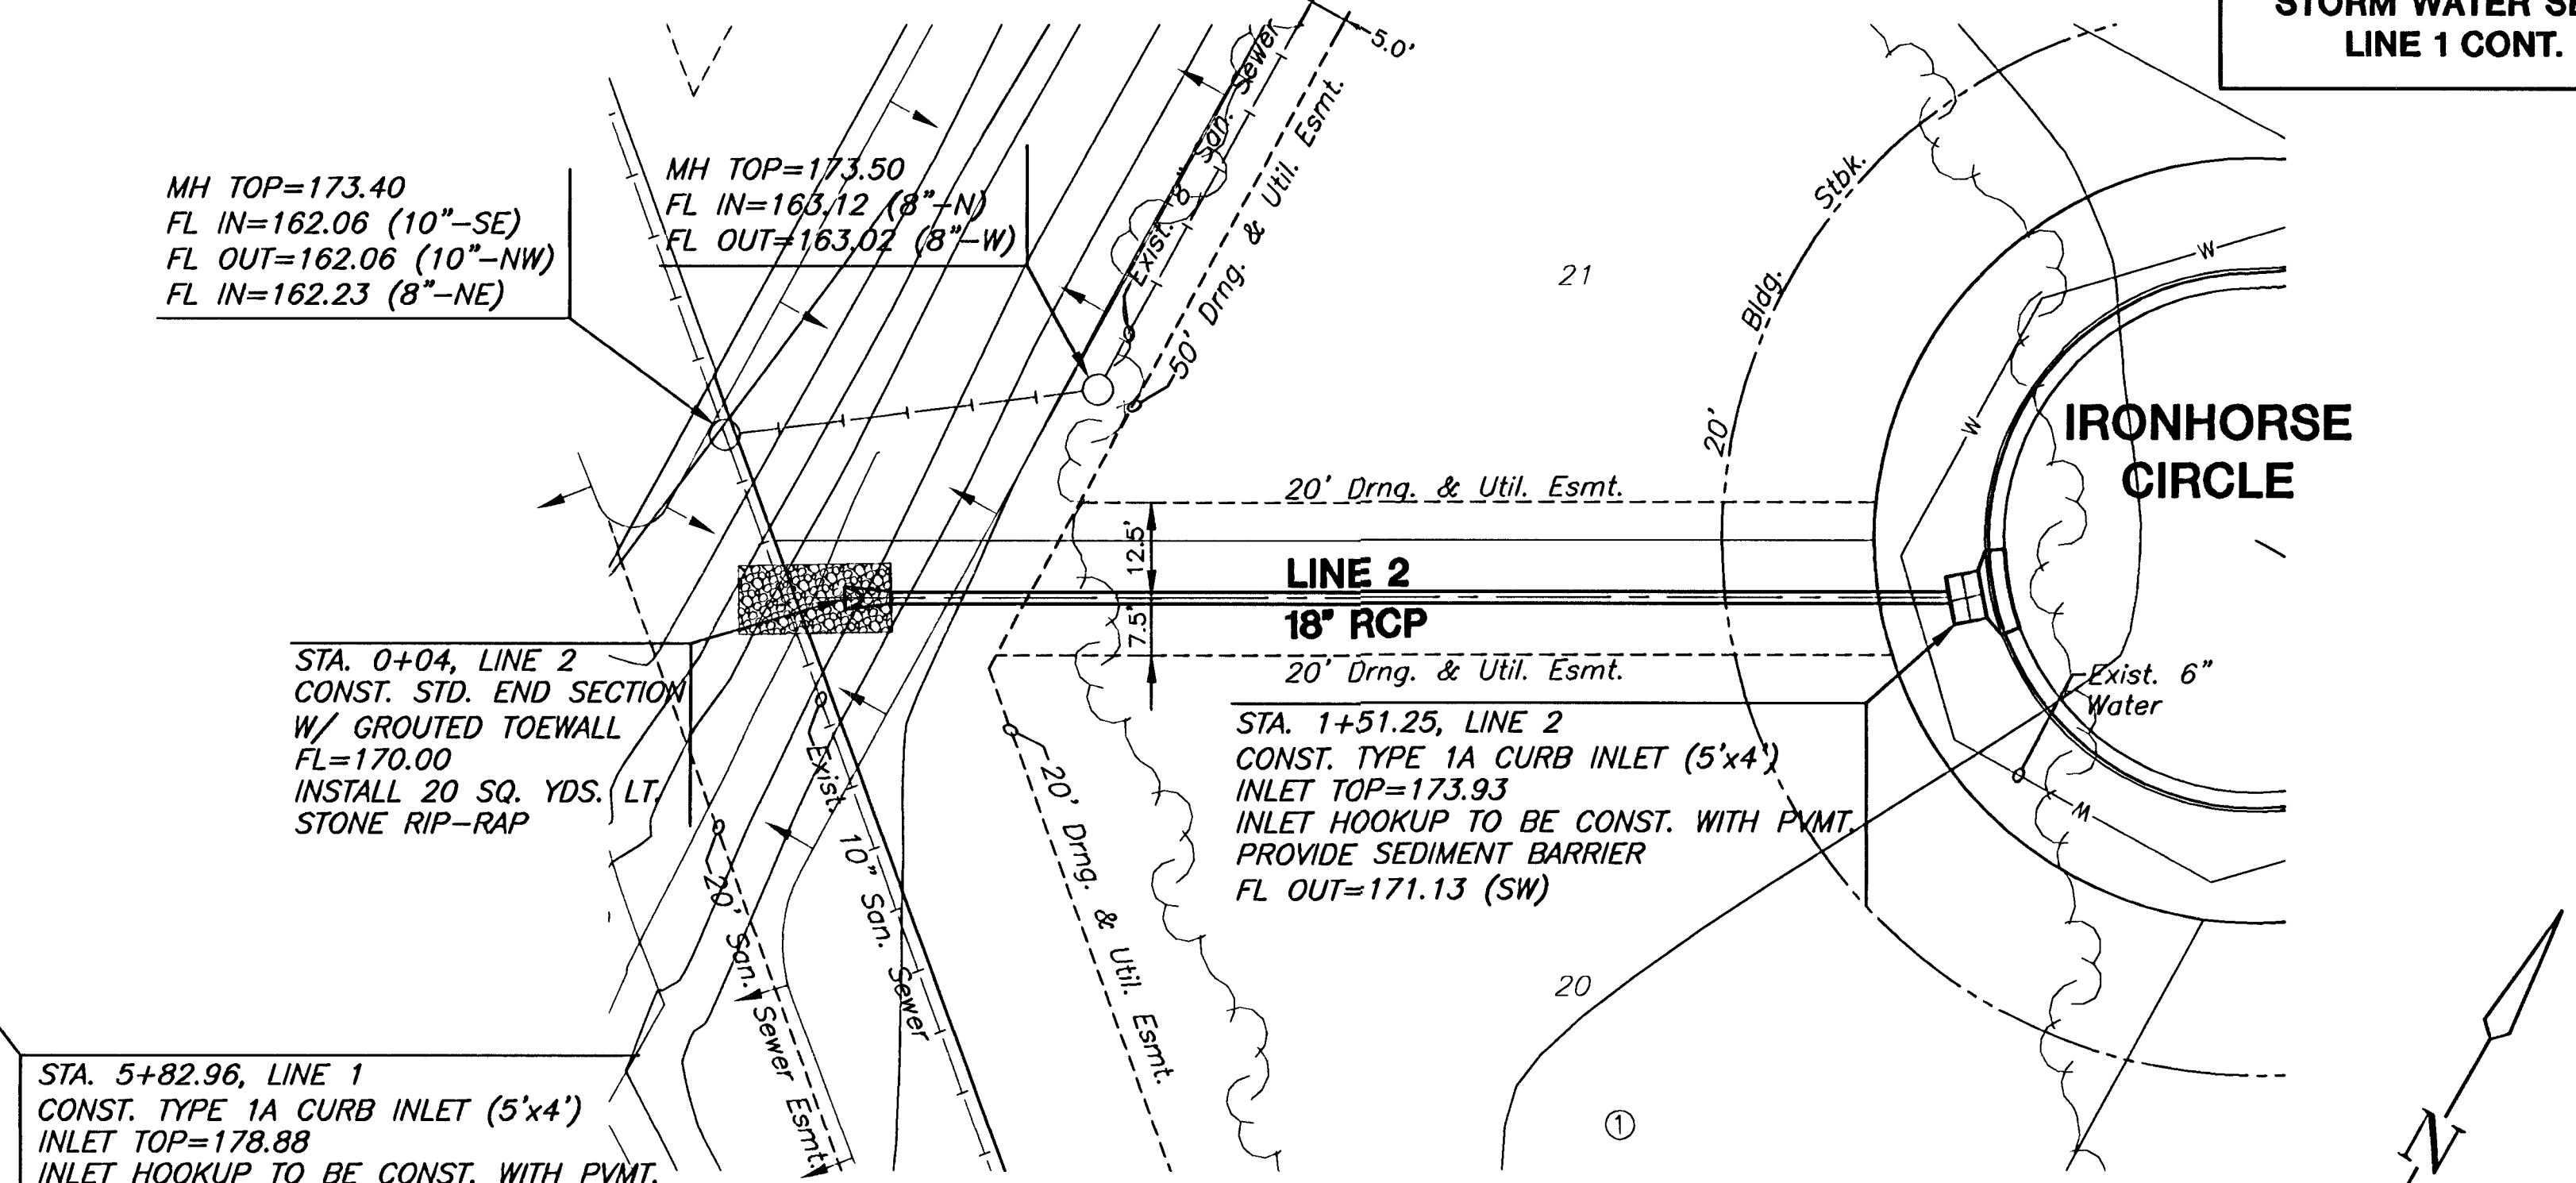 STORM WATER
LINE 1 CONT.
5.0'
Exist. 8" San. Sewer
50' Drng. & Util. Esmt.
MH TOP=173.40
FL IN=162.06 (10"-SE)
FL OUT=162.06 (10"-NW)
FL IN=162.23 (8"-NE)
MH TOP=173.50
FL IN=163.12 (8"-N)
FL OUT=163.02 (8"-W)
21
20' Bldg. Stbk.
W
W
IRONHORSE
CIRCLE
20' Drng. & Util. Esmt.
12.5'
LINE 2
18" RCP
7.5'
20' Drng. & Util. Esmt.
STA. 0+04, LINE 2
CONST. STD. END SECTION
W/ GROUTED TOEWALL
FL=170.00
INSTALL 20 SQ. YDS. LT.
STONE RIP-RAP
Exist. 10" San. Sewer
20' San. Sewer Esmt.
20' Drng. & Util. Esmt.
STA. 1+51.25, LINE 2
CONST. TYPE 1A CURB INLET (5'x4')
INLET TOP=173.93
INLET HOOKUP TO BE CONST. WITH PVMT.
PROVIDE SEDIMENT BARRIER
FL OUT=171.13 (SW)
Exist. 6"
Water
W
20
1
N
STA. 5+82.96, LINE 1
CONST. TYPE 1A CURB INLET (5'x4')
INLET TOP=178.88
INLET HOOKUP TO BE CONST. WITH PVMT.